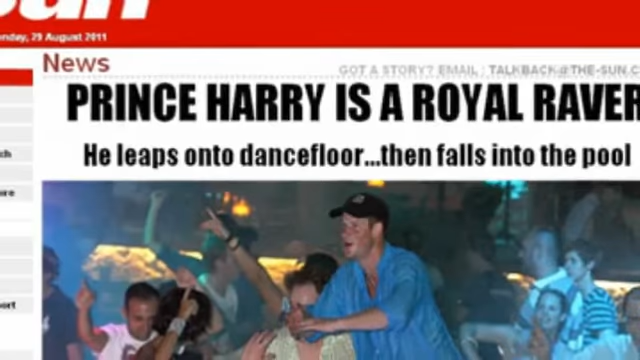 Sun
Monday, 29 August 2011
News
GOT A STORY? EMAIL : TALKBACK@THE-SUN.C
PRINCE HARRY IS A ROYAL RAVER
He leaps onto dancefloor...then falls into the pool